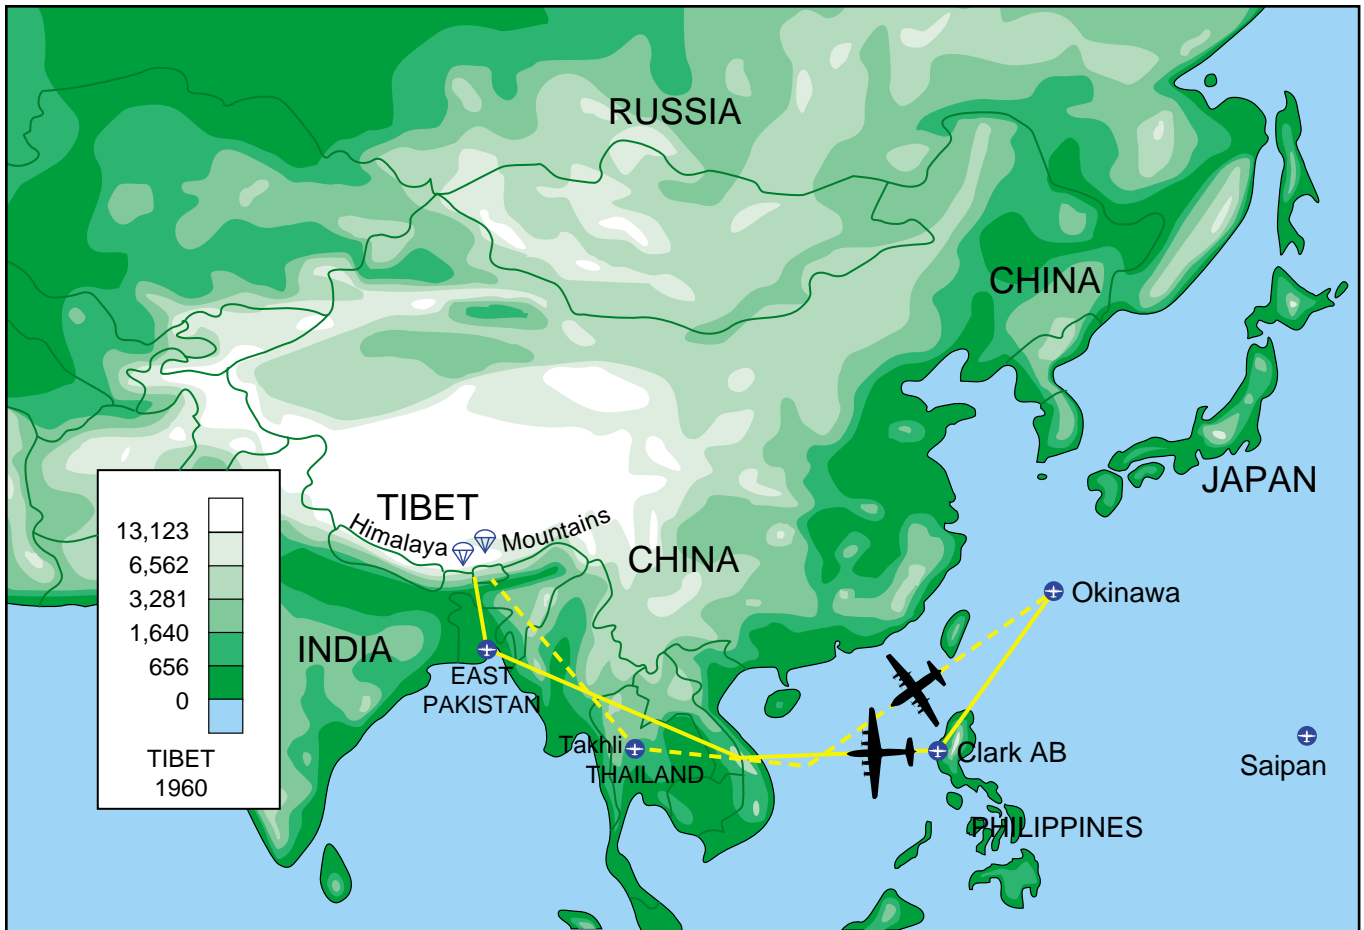 RUSSIA
CHINA
JAPAN
TIBET
Himalaya
Mountains
CHINA
Okinawa
INDIA
EAST
PAKISTAN
Takhli
THAILAND
Clark AB
Saipan
PHILIPPINES
13,123
6,562
3,281
1,640
656
0
TIBET
1960